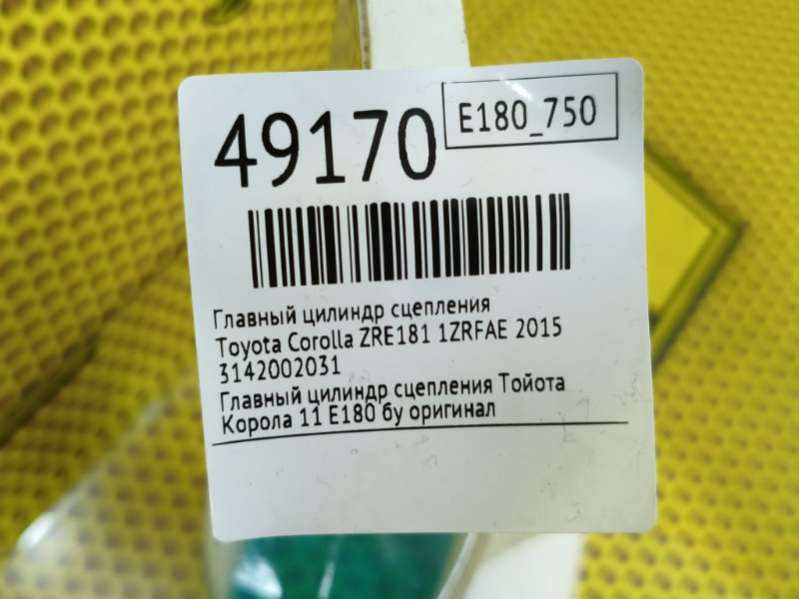 49170
E180_750
Главный цилиндр сцепления
Toyota Corolla ZRE181 1ZRFAE 2015
3142002031
Главный цилиндр сцепления Тойота
Корола 11 Е180 бу оригинал